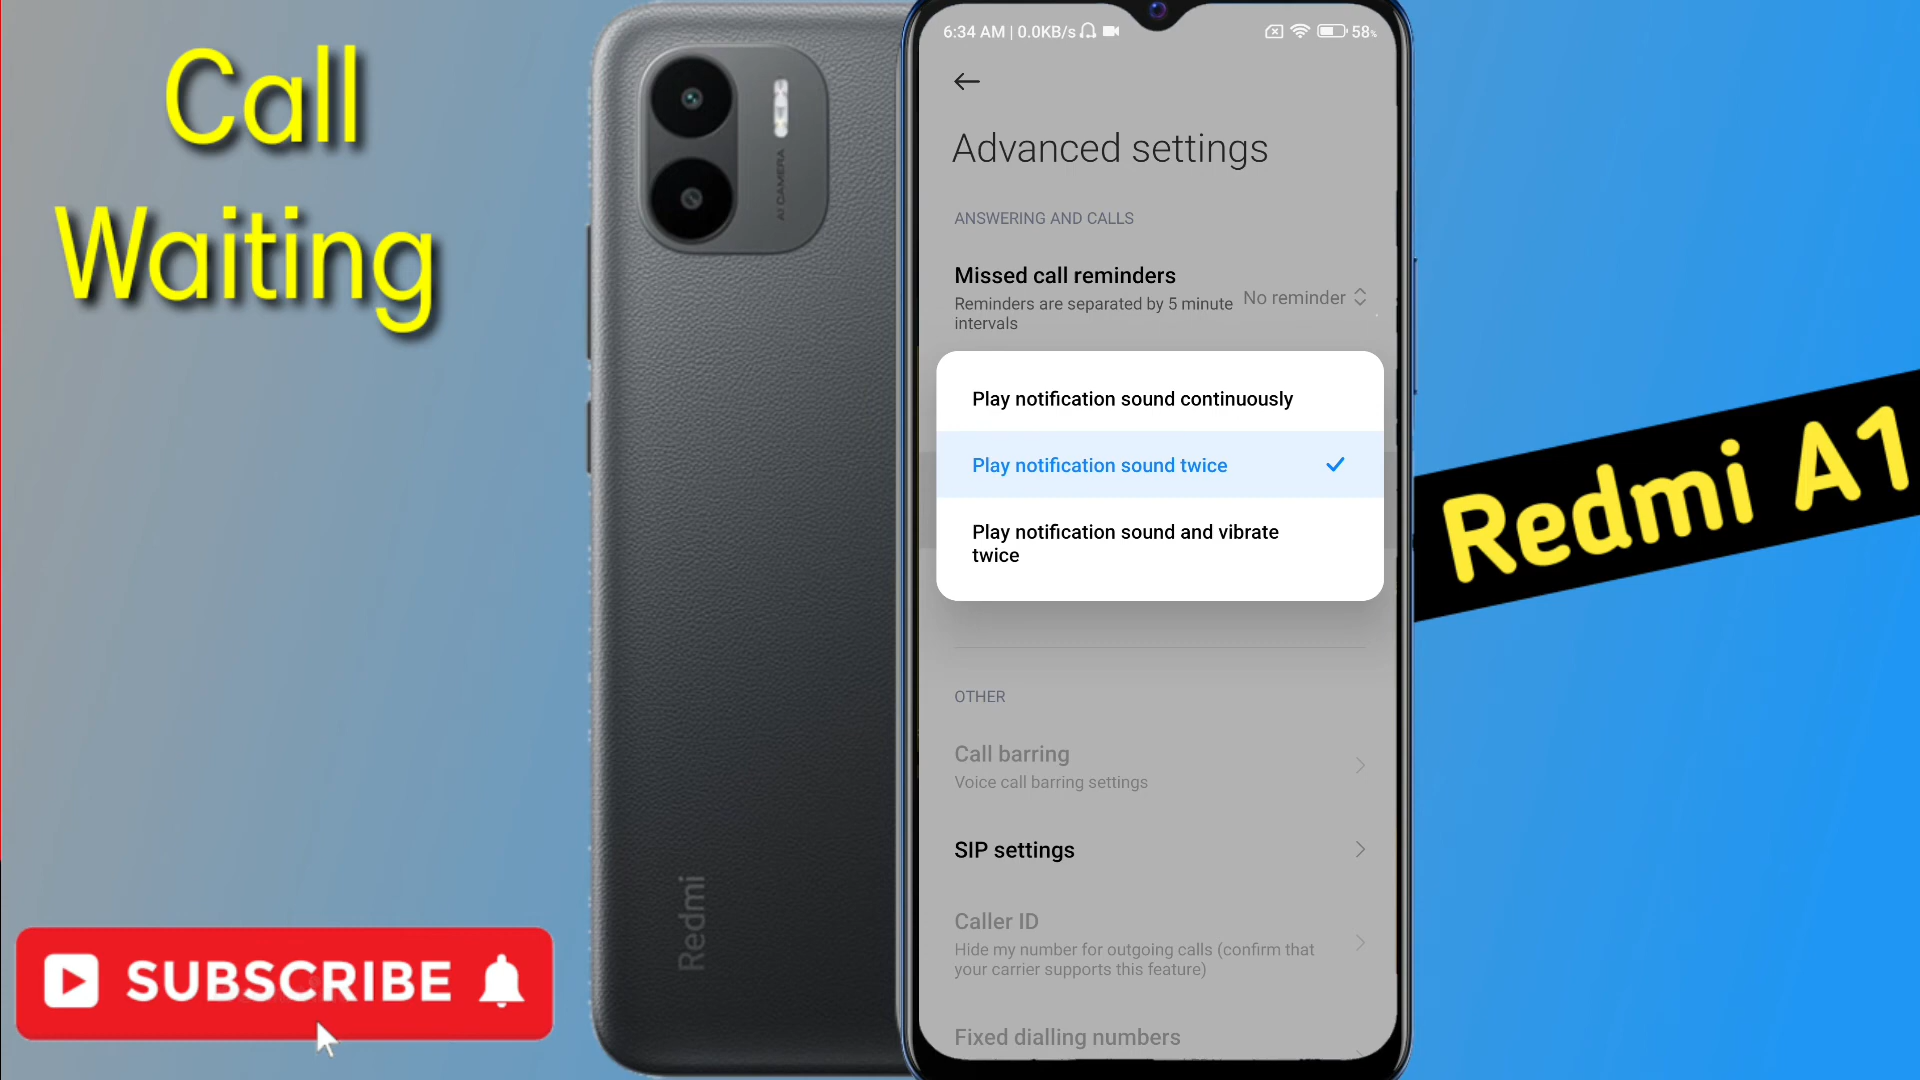 Call
Waiting
AI CAMERA
Redmi
SUBSCRIBE
6:34 AM | 0.0KB/s
58%
Advanced settings
ANSWERING AND CALLS
Missed call reminders
Reminders are separated by 5 minute
intervals
No reminder
Play notification sound continuously
Play notification sound twice
Play notification sound and vibrate
twice
OTHER
Call barring
Voice call barring settings
SIP settings
Caller ID
Hide my number for outgoing calls (confirm that
your carrier supports this feature)
Fixed dialling numbers
Redmi A1